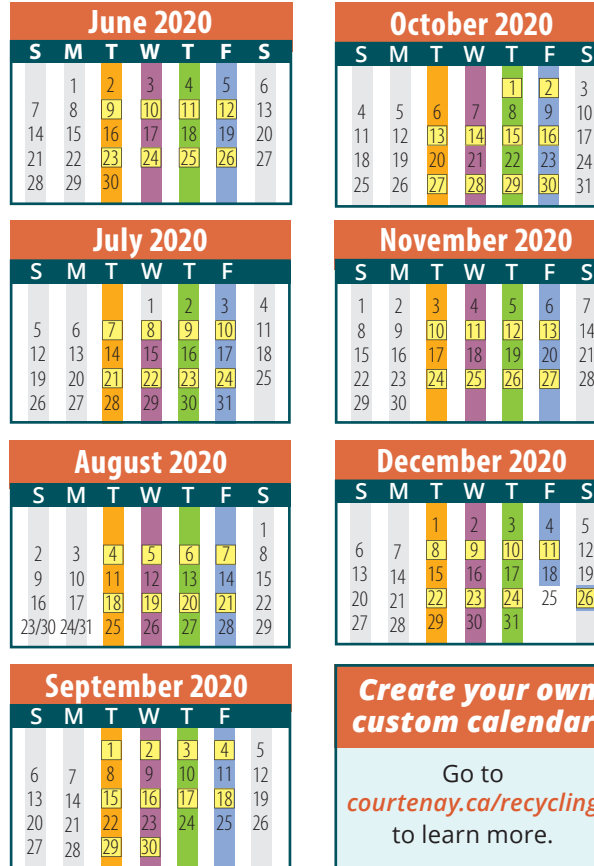 June 2020
S M T W T F S
1 2 3 4 5 6
7 8 9 10 11 12 13
14 15 16 17 18 19 20
21 22 23 24 25 26 27
28 29 30
July 2020
S M T W T F
1 2 3 4
5 6 7 8 9 10 11
12 13 14 15 16 17 18
19 20 21 22 23 24 25
26 27 28 29 30 31
August 2020
S M T W T F S
1
2 3 4 5 6 7 8
9 10 11 12 13 14 15
16 17 18 19 20 21 22
23/30 24/31 25 26 27 28 29
September 2020
S M T W T F
1 2 3 4 5
6 7 8 9 10 11 12
13 14 15 16 17 18 19
20 21 22 23 24 25 26
27 28 29 30
October 2020
S M T W T F S
1 2 3
4 5 6 7 8 9 10
11 12 13 14 15 16 17
18 19 20 21 22 23 24
25 26 27 28 29 30 31
November 2020
S M T W T F S
1 2 3 4 5 6 7
8 9 10 11 12 13 14
15 16 17 18 19 20 21
22 23 24 25 26 27 28
29 30
December 2020
S M T W T F S
1 2 3 4 5
6 7 8 9 10 11 12
13 14 15 16 17 18 19
20 21 22 23 24 25 26
27 28 29 30 31
Create your own
custom calendar
Go to
courtenay.ca/recycling
to learn more.